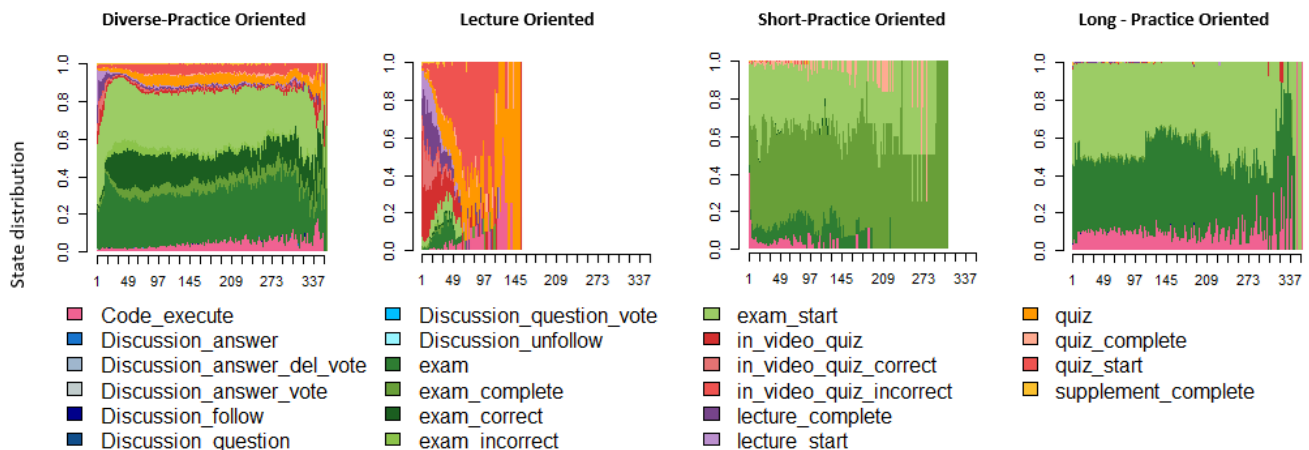 Diverse-Practice Oriented Lecture Oriented Short-Practice Oriented Long - Practice Oriented
State distribution
0.0 0.2 0.4 0.6 0.8 1.0 0.0 0.2 0.4 0.6 0.8 1.0 0.0 0.2 0.4 0.6 0.8 1.0 0.0 0.2 0.4 0.6 0.8 1.0
1 49 97 145 209 273 337 1 49 97 145 209 273 337 1 49 97 145 209 273 337 1 49 97 145 209 273 337
Code_execute Discussion_question_vote exam_start quiz
Discussion_answer Discussion_unfollow in_video_quiz quiz_complete
Discussion_answer_del_vote exam in_video_quiz_correct quiz_start
Discussion_answer_vote exam_complete in_video_quiz_incorrect supplement_complete
Discussion_follow exam_correct lecture_complete
Discussion_question exam_incorrect lecture_start